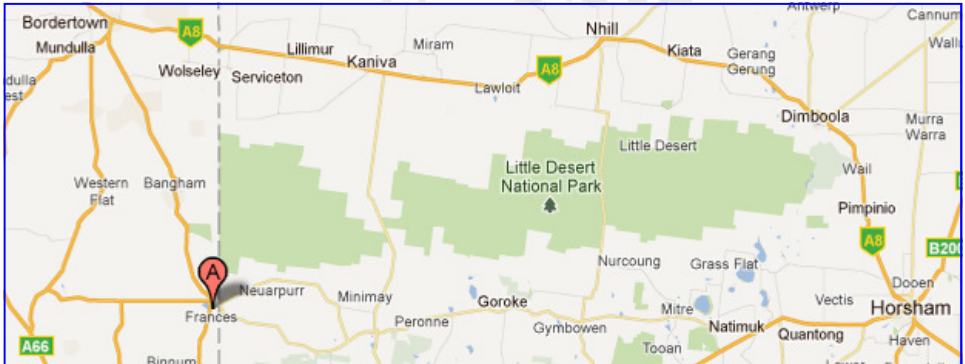 Antwerp
Bordertown
A8
Nhill
Cannum
Mundulla
Lillimur
Miram
Kiata
Gerang
Gerung
Wallu
Wolseley
Serviceton
Kaniva
A8
Lawloit
Dimboola
Murra
Warra
Little Desert
Little Desert
National Park
Wail
Western
Flat
Bangham
Pimpinio
A8
B200
A
Nurcoung
Grass Flat
Dooen
Neuarpurr
Minimay
Goroke
Mitre
Vectis
Horsham
Frances
Peronne
Gymbowen
Natimuk
Quantong
Haven
A66
Tooan
Binnum